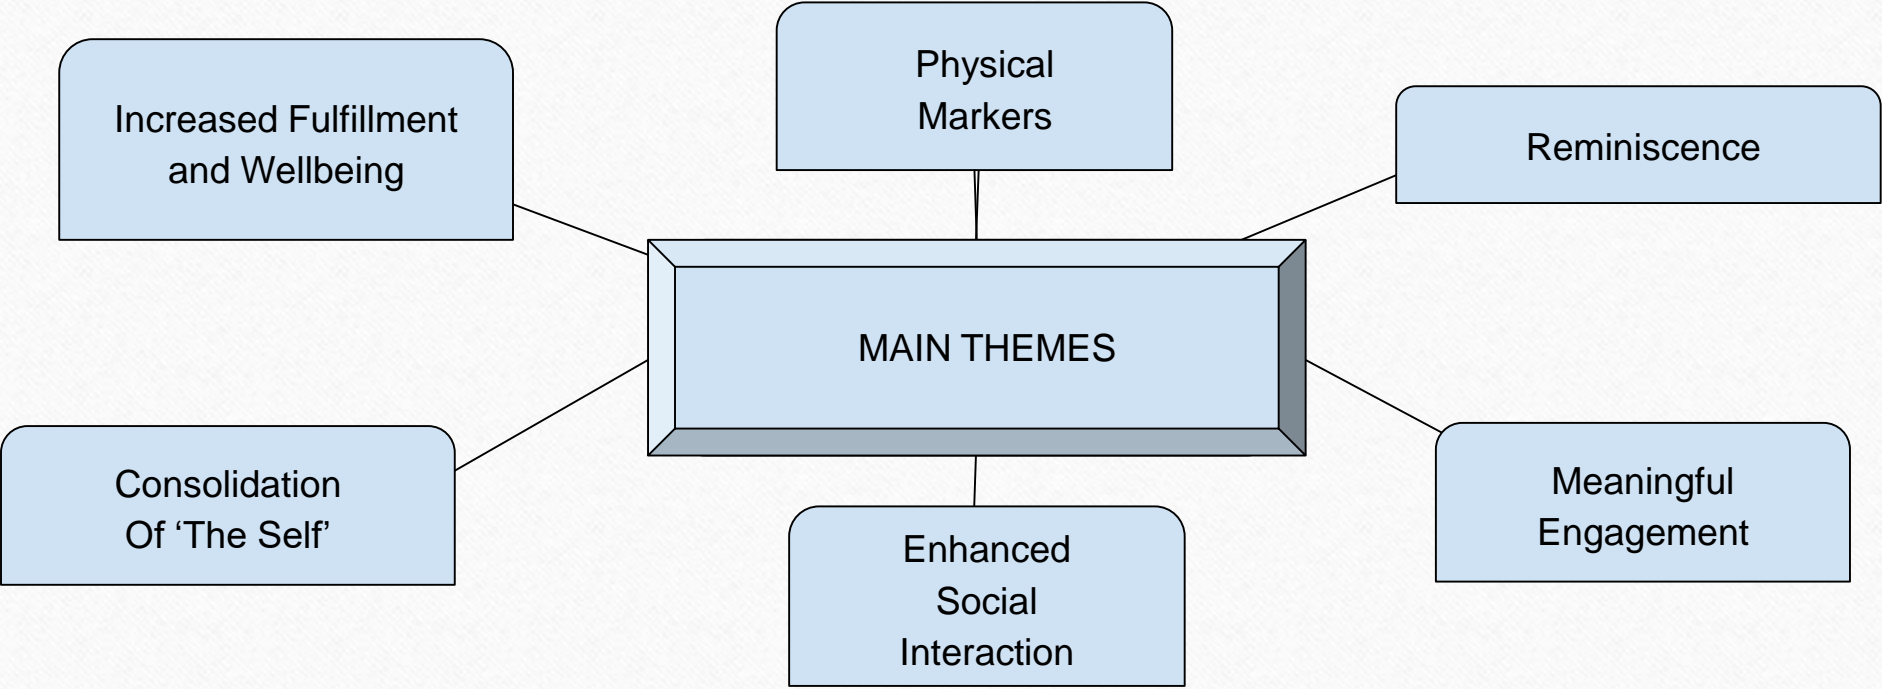 Physical
Markers
Increased Fulfillment
and Wellbeing
Reminiscence
MAIN THEMES
Consolidation
Of ‘The Self’
Meaningful
Engagement
Enhanced
Social
Interaction